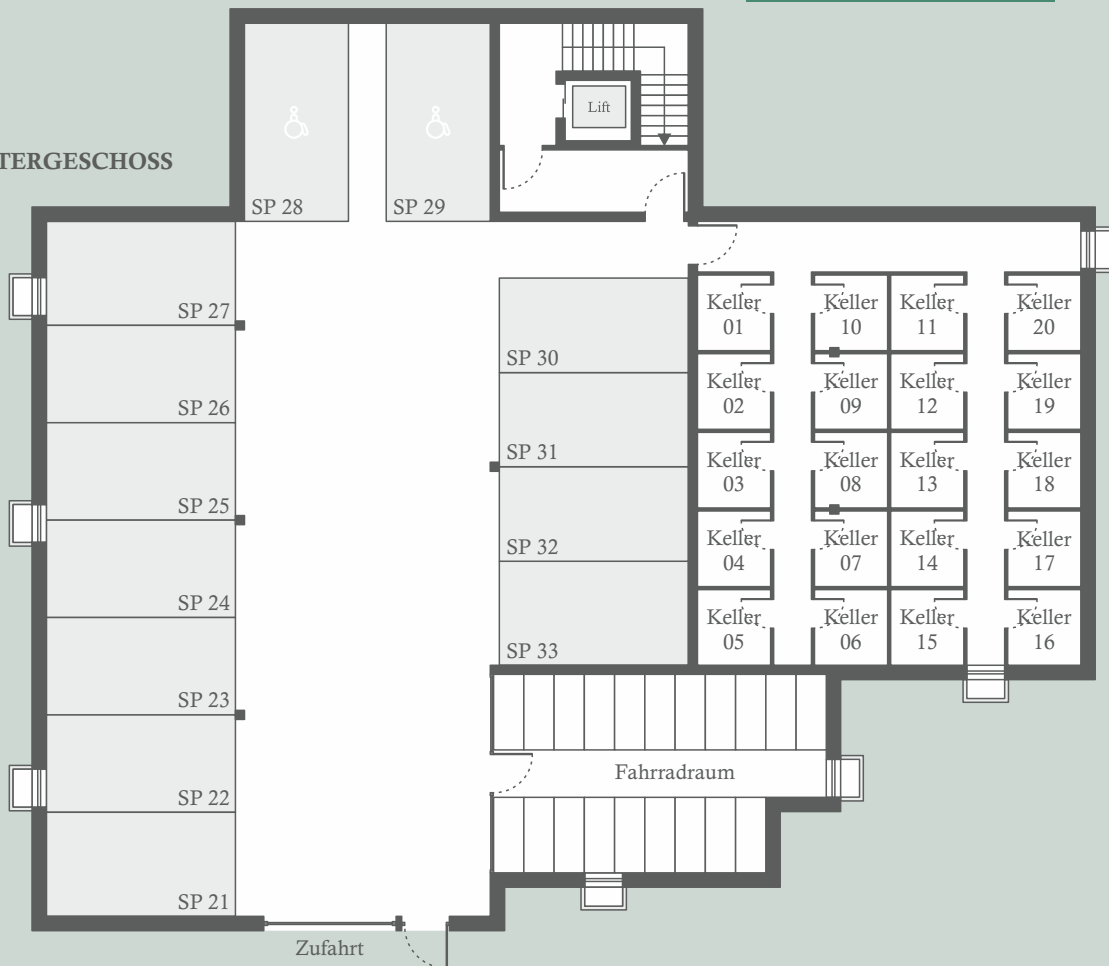 Lift
TERGESCHOSS
SP 28
SP 29
SP 27
SP 26
SP 25
SP 24
SP 23
SP 22
SP 21
SP 30
SP 31
SP 32
SP 33
Keller
01
Keller
10
Keller
11
Keller
20
Keller
02
Keller
09
Keller
12
Keller
19
Keller
03
Keller
08
Keller
13
Keller
18
Keller
04
Keller
07
Keller
14
Keller
17
Keller
05
Keller
06
Keller
15
Keller
16
Fahrradraum
Zufahrt